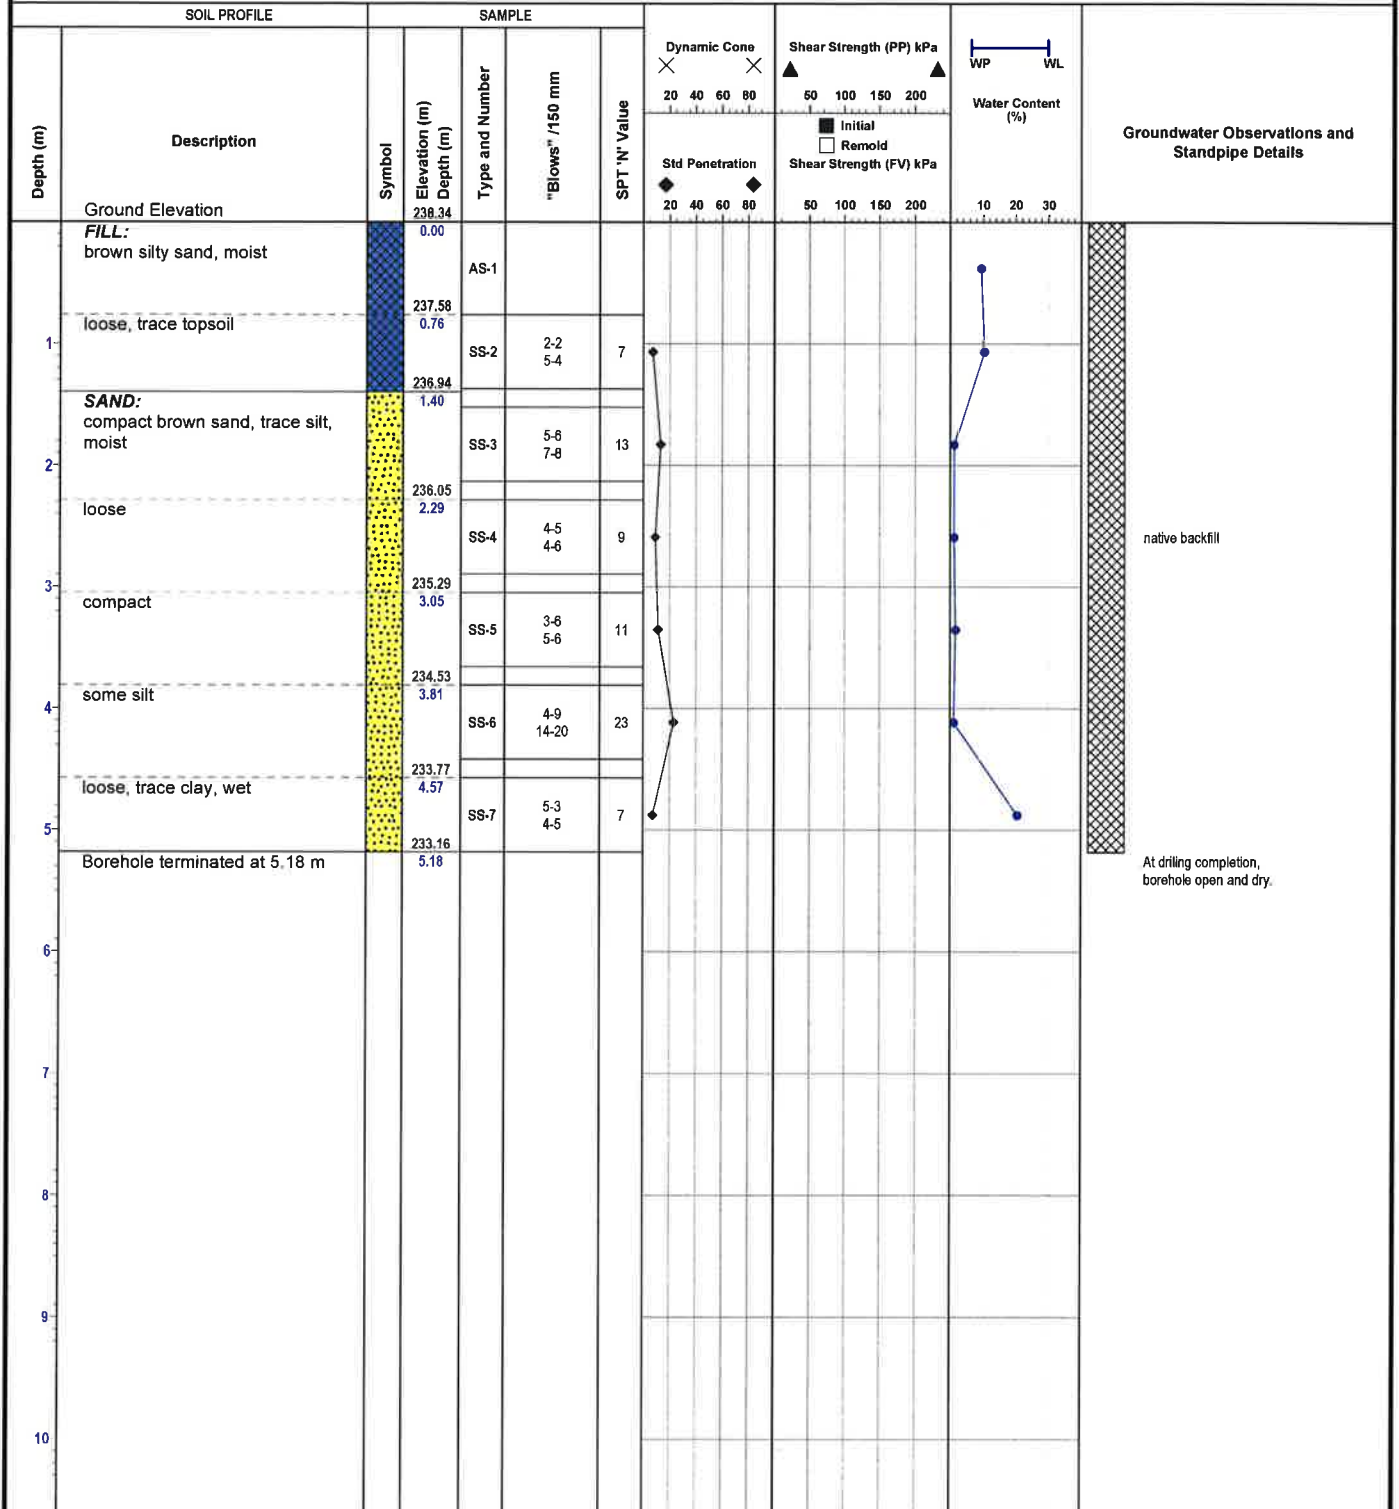 SOIL PROFILE
SAMPLE
Depth (m)
Description
Symbol
Elevation (m)
Depth (m)
Type and Number
"Blows" /150 mm
SPT 'N' Value
Dynamic Cone
20 40 60 80
Std Penetration
20 40 60 80
Shear Strength (PP) kPa
50 100 150 200
Initial
Remold
Shear Strength (FV) kPa
50 100 150 200
WP WL
Water Content
(%)
10 20 30
Groundwater Observations and
Standpipe Details
Ground Elevation
238.34
FILL:
0.00
brown silty sand, moist
AS-1
237.58
loose, trace topsoil
0.76
1
SS-2
2-2
5-4
7
236.94
SAND:
1.40
compact brown sand, trace silt,
moist
SS-3
5-6
7-8
13
2
236.05
loose
2.29
SS-4
4-5
4-6
9
native backfill
3
235.29
compact
3.05
SS-5
3-6
5-6
11
234.53
some silt
3.81
4
SS-6
4-9
14-20
23
233.77
loose, trace clay, wet
4.57
SS-7
5-3
4-5
7
5
233.16
Borehole terminated at 5.18 m
5.18
At driling completion,
borehole open and dry.
6
7
8
9
10